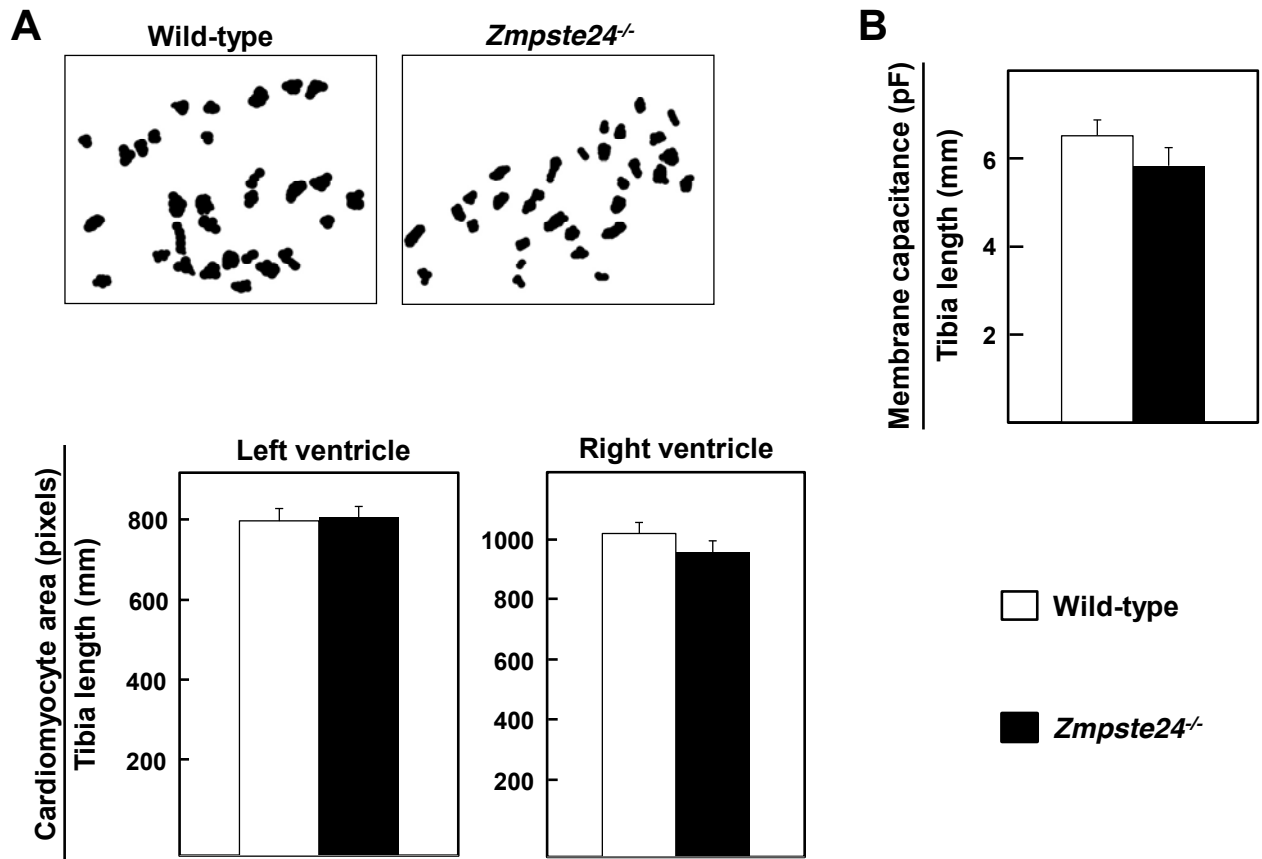 A
Wild-type
Zmpste24-/-
B
Membrane capacitance (pF)
Tibia length (mm)
6
4
2
Cardiomyocyte area (pixels)
Tibia length (mm)
Left ventricle
800
600
400
200
Right ventricle
1000
800
600
400
200
Wild-type
Zmpste24-/-